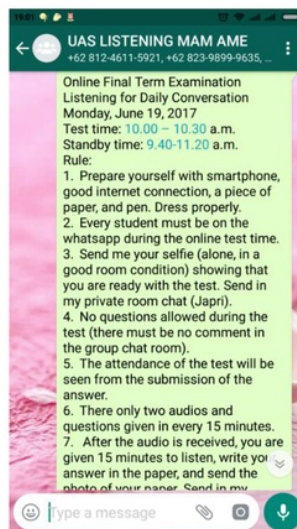 19:01
UAS LISTENING MAM AME
+62 812-4611-5921, +62 823-9899-9635, ...
Online Final Term Examination
Listening for Daily Conversation
Monday, June 19, 2017
Test time: 10.00 – 10.30 a.m.
Standby time: 9.40-11.20 a.m.
Rule:
1. Prepare yourself with smartphone,
good internet connection, a piece of
paper, and pen. Dress properly.
2. Every student must be on the
whatsapp during the online test time.
3. Send me your selfie (alone, in a
good room condition) showing that
you are ready with the test. Send in
my private room chat (Japri).
4. No questions allowed during the
test (there must be no comment in
the group chat room).
5. The attendance of the test will be
seen from the submission of the
answer.
6. There only two audios and
questions given in every 15 minutes.
7. After the audio is received, you are
given 15 minutes to listen, write your
answer in the paper, and send the
photo of your paper. Send in my
Type a message